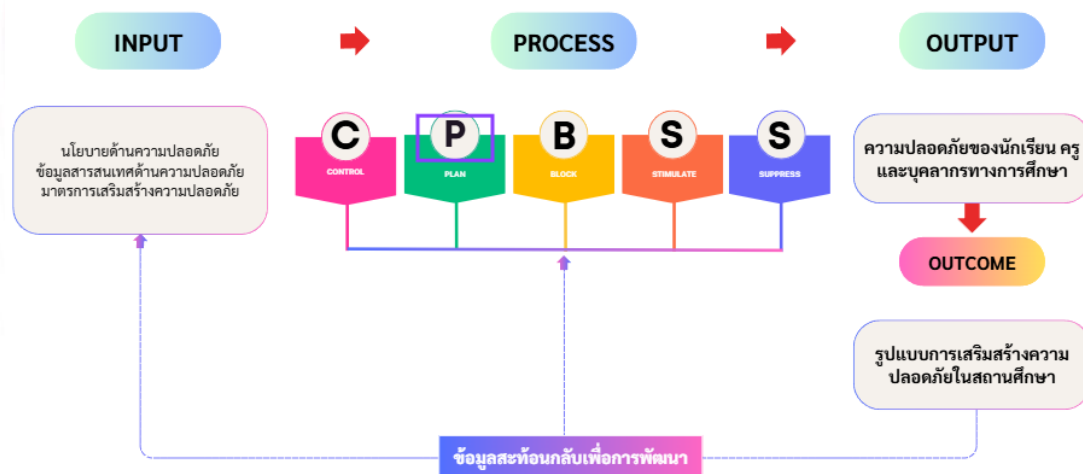 INPUT
PROCESS
OUTPUT
นโยบายด้านความปลอดภัย
ข้อมูลสารสนเทศด้านความปลอดภัย
มาตรการเสริมสร้างความปลอดภัย
C
CONTROL
P
PLAN
B
BLOCK
S
STIMULATE
S
SUPPRESS
ความปลอดภัยของนักเรียน ครู
และบุคลากรทางการศึกษา
OUTCOME
รูปแบบการเสริมสร้างความ
ปลอดภัยในสถานศึกษา
ข้อมูลสะท้อนกลับเพื่อการพัฒนา